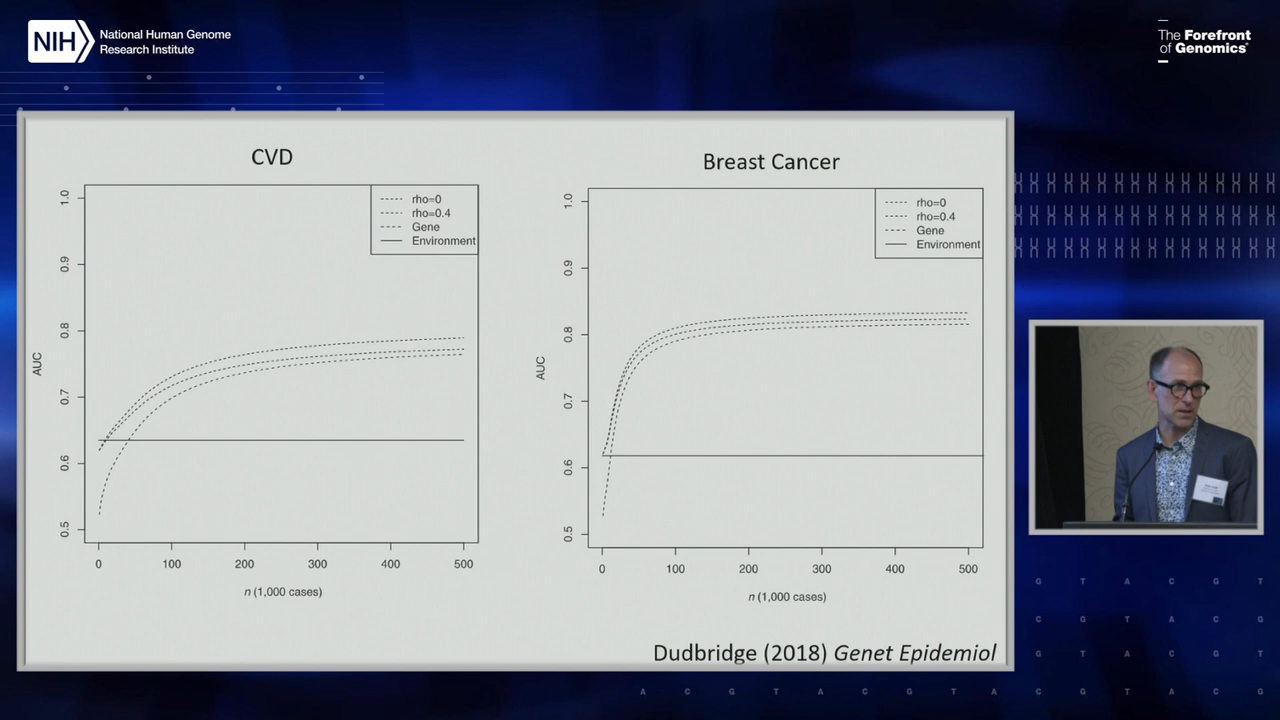 NIH National Human Genome
Research Institute
The Forefront
of Genomics®
CVD
1.0
0.9
0.8
0.7
0.6
0.5
AUC
rho=0
rho=0.4
Gene
Environment
0 100 200 300 400 500
n (1,000 cases)
Breast Cancer
1.0
0.9
0.8
0.7
0.6
0.5
AUC
rho=0
rho=0.4
Gene
Environment
0 100 200 300 400 500
n (1,000 cases)
Dudbridge (2018) Genet Epidemiol
G T A C G T
C G T A C G
G T A C G T
A C G T A C G T A C G T A C G